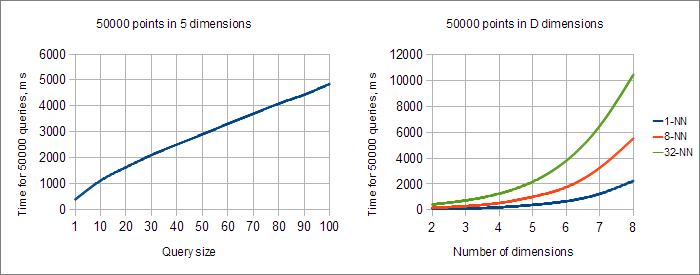 50000 points in 5 dimensions
Time for 50000 queries, ms
6000
5000
4000
3000
2000
1000
0
1 10 20 30 40 50 60 70 80 90 100
Query size
50000 points in D dimensions
Time for 50000 queries, ms
12000
10000
8000
6000
4000
2000
0
2 3 4 5 6 7 8
Number of dimensions
1-NN
8-NN
32-NN